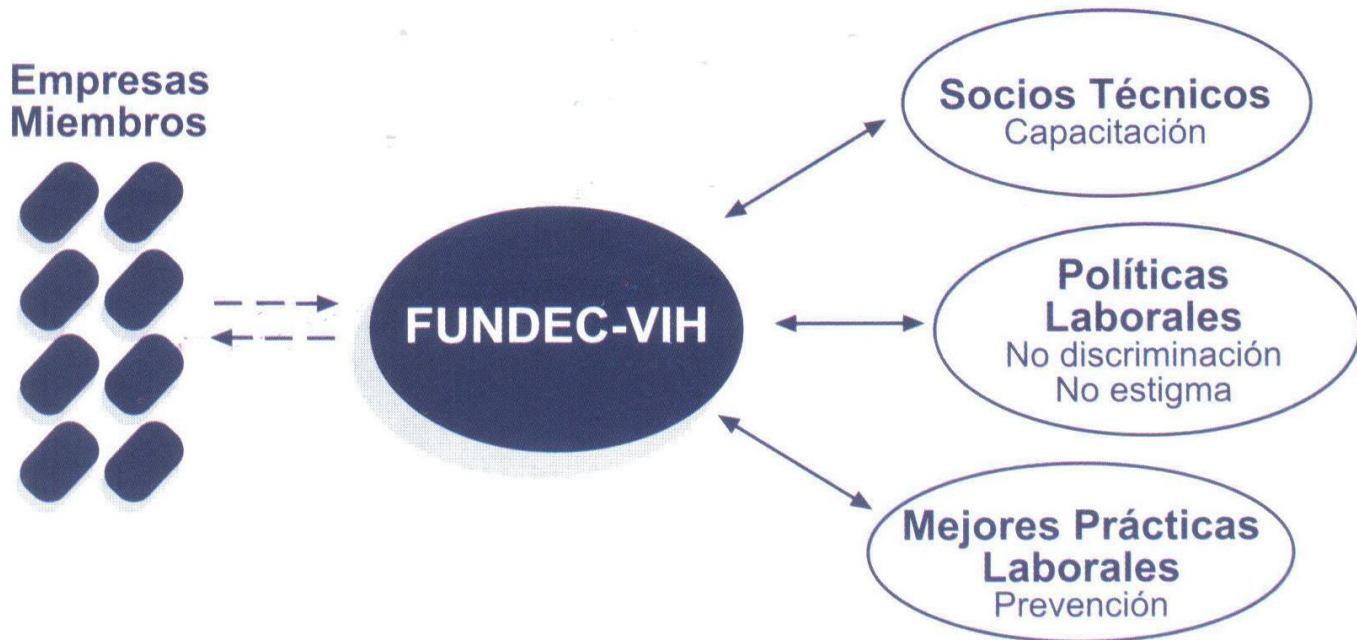 Empresas
Miembros
FUNDEC-VIH
Socios Técnicos
Capacitación
Políticas
Laborales
No discriminación
No estigma
Mejores Prácticas
Laborales
Prevención